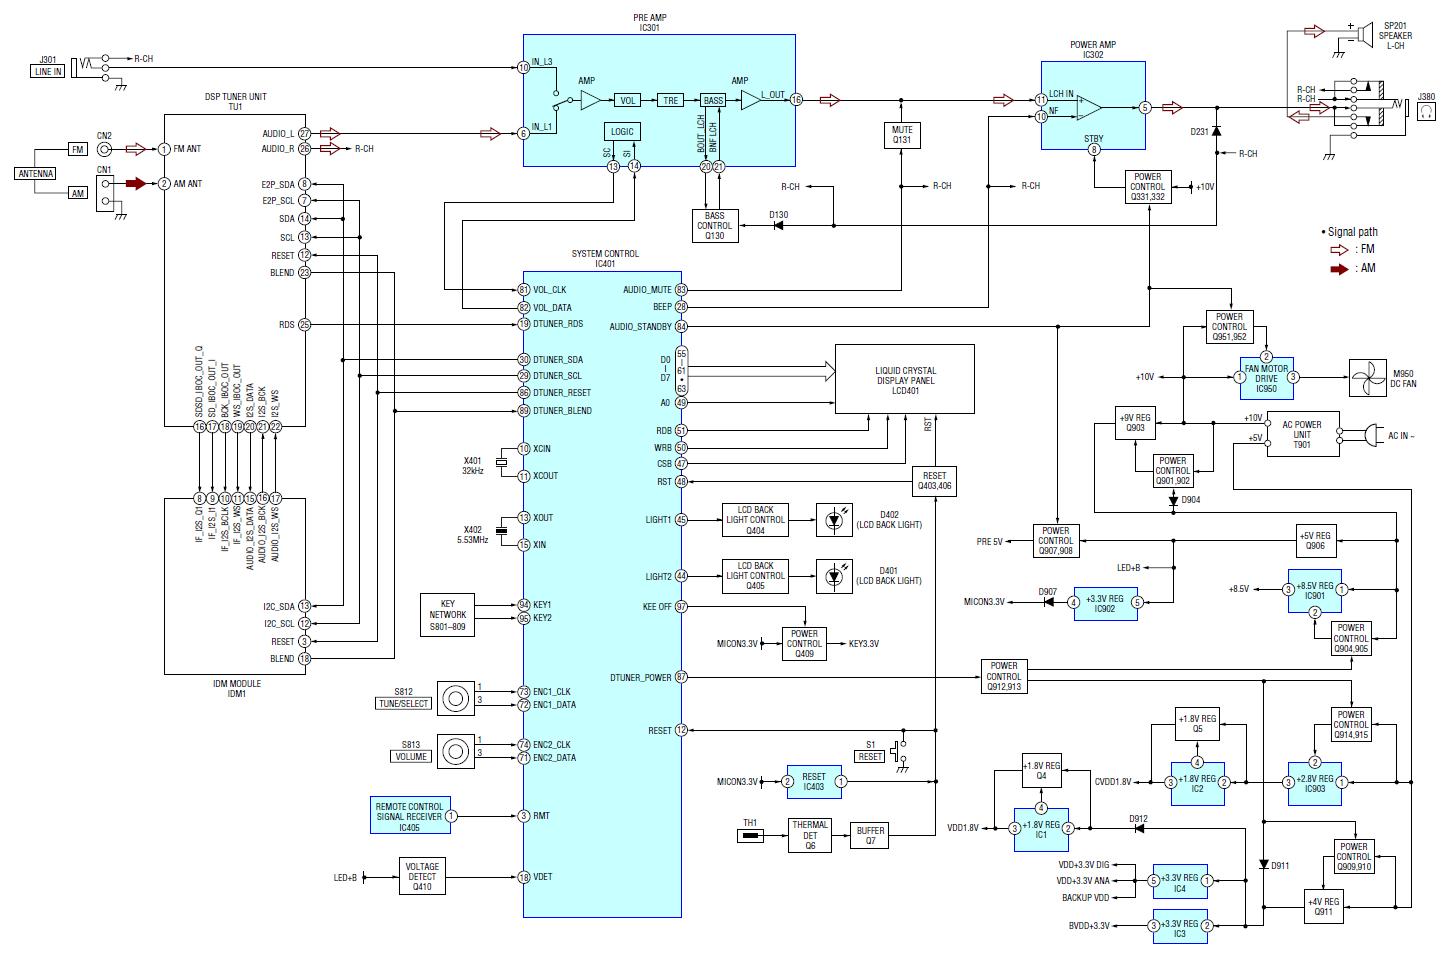 PRE AMP
IC301
J301
LINE IN
R-CH
10
IN_L3
AMP
VOL
TRE
BASS
AMP
L_OUT
16
6
IN_L1
LOGIC
SC
SI
BOUT_LCH
BNF LCH
13
14
20
21
POWER AMP
IC302
11
LCH IN
10
NF
5
STBY
8
SP201
SPEAKER
L-CH
+
−
R-CH
R-CH
J380
D231
R-CH
MUTE
Q131
R-CH
R-CH
R-CH
POWER
CONTROL
Q331,332
+10V
BASS
CONTROL
Q130
D130
• Signal path
: FM
: AM
DSP TUNER UNIT
TU1
CN2
FM
ANTENNA
CN1
AM
1
FM ANT
2
AM ANT
AUDIO_L
27
AUDIO_R
26
R-CH
E2P_SDA
8
E2P_SCL
7
SDA
14
SCL
13
RESET
12
BLEND
23
RDS
25
SDSD_IBOC_OUT_Q
SD_IBOC_OUT_I
BCK_IBOC_OUT
WS_IBOC_OUT
I2S_DATA
I2S_BCK
I2S_WS
16
17
18
19
20
21
22
8
9
10
11
15
16
17
IF_I2S_Q1
IF_I2S_I1
IF_I2S_BCLK
IF_I2S_WS
AUDIO_I2S_DATA
AUDIO_I2S_BCK
AUDIO_I2S_WS
I2C_SDA
13
I2C_SCL
12
RESET
3
BLEND
18
IDM MODULE
IDM1
SYSTEM CONTROL
IC401
81
VOL_CLK
82
VOL_DATA
19
DTUNER_RDS
30
DTUNER_SDA
29
DTUNER_SCL
86
DTUNER_RESET
89
DTUNER_BLEND
X401
32kHz
10
XCIN
11
XCOUT
X402
5.53MHz
13
XOUT
15
XIN
KEY
NETWORK
S801–809
94
KEY1
95
KEY2
S812
TUNE/SELECT
1
3
73
ENC1_CLK
72
ENC1_DATA
S813
VOLUME
1
3
74
ENC2_CLK
71
ENC2_DATA
REMOTE CONTROL
SIGNAL RECEIVER
IC405
1
3
RMT
LED+B
VOLTAGE
DETECT
Q410
18
VDET
AUDIO_MUTE
83
BEEP
28
AUDIO_STANDBY
84
D0
I
D7
55
61
63
A0
49
RDB
51
WRB
50
CSB
47
RST
48
LIQUID CRYSTAL
DISPLAY PANEL
LCD401
RST
RESET
Q403,406
LIGHT1
45
LCD BACK
LIGHT CONTROL
Q404
D402
(LCD BACK LIGHT)
LIGHT2
44
LCD BACK
LIGHT CONTROL
Q405
D401
(LCD BACK LIGHT)
KEE OFF
97
MICON3.3V
POWER
CONTROL
Q409
KEY3.3V
DTUNER_POWER
87
POWER
CONTROL
Q912,913
RESET
12
S1
RESET
MICON3.3V
2
RESET
IC403
1
TH1
THERMAL
DET
Q6
BUFFER
Q7
POWER
CONTROL
Q951,952
2
1
FAN MOTOR
DRIVE
IC950
3
M950
DC FAN
+10V
+9V REG
Q903
+10V
+5V
AC POWER
UNIT
T901
AC IN ~
POWER
CONTROL
Q901,902
D904
PRE 5V
POWER
CONTROL
Q907,908
+5V REG
Q906
LED+B
MICON3.3V
D907
4
+3.3V REG
IC902
5
+8.5V
3
+8.5V REG
IC901
1
2
POWER
CONTROL
Q904,905
+1.8V REG
Q5
4
CVDD1.8V
3
+1.8V REG
IC2
2
POWER
CONTROL
Q914,915
2
3
+2.8V REG
IC903
1
+1.8V REG
Q4
4
VDD1.8V
3
+1.8V REG
IC1
2
D912
D911
POWER
CONTROL
Q909,910
+4V REG
Q911
VDD+3.3V DIG
VDD+3.3V ANA
BACKUP VDD
5
+3.3V REG
IC4
1
BVDD+3.3V
3
+3.3V REG
IC3
2